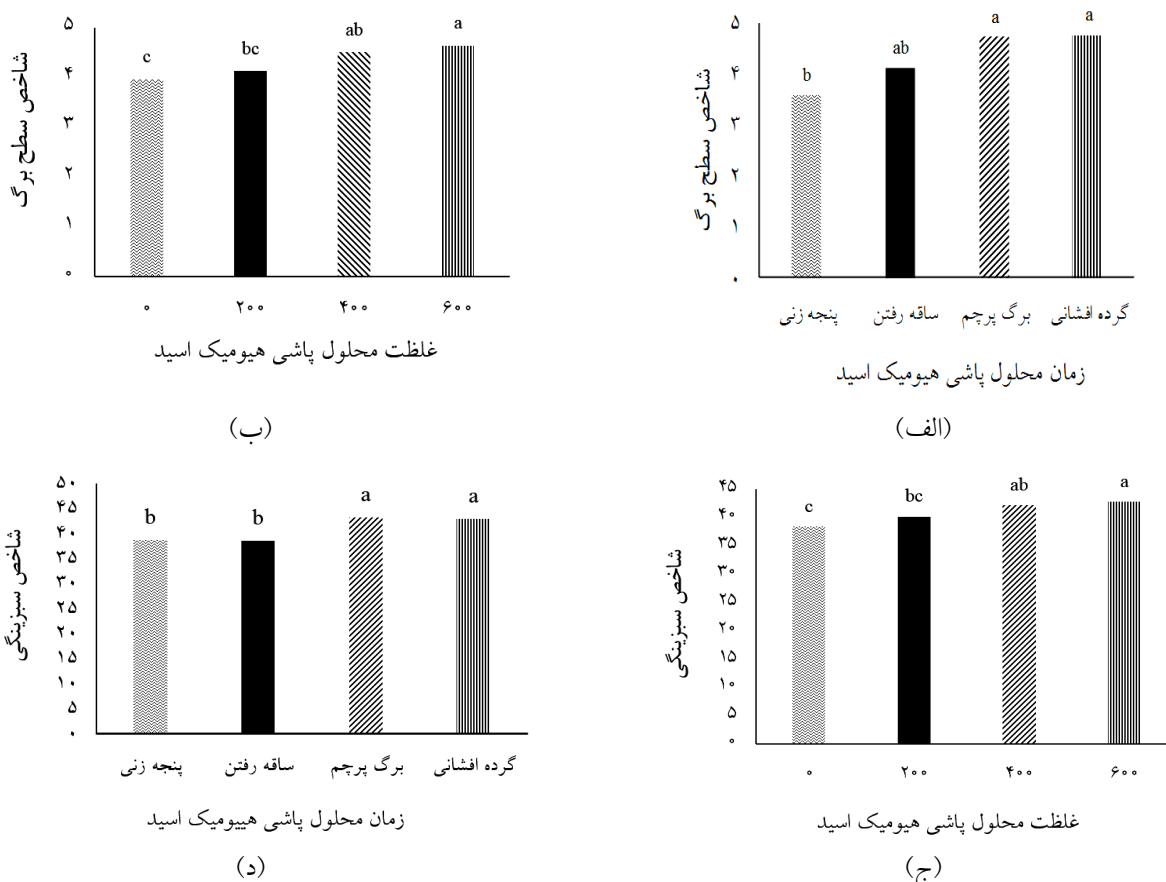 شاخص سطح برگ
۵
۴
۳
۲
۱
۰
b
ab
a
a
پنجه زنی
ساقه رفتن
برگ پرچم
گرده افشانی
زمان محلول پاشی هیومیک اسید
(الف)
شاخص سطح برگ
۵
۴
۳
۲
۱
۰
c
bc
ab
a
۰
۲۰۰
۴۰۰
۶۰۰
غلظت محلول پاشی هیومیک اسید
(ب)
شاخص سبزینگی
۴۵
۴۰
۳۵
۳۰
۲۵
۲۰
۱۵
۱۰
۵
۰
c
bc
ab
a
۰
۲۰۰
۴۰۰
۶۰۰
غلظت محلول پاشی هیومیک اسید
(ج)
شاخص سبزینگی
۵۰
۴۵
۴۰
۳۵
۳۰
۲۵
۲۰
۱۵
۱۰
۵
۰
b
b
a
a
پنجه زنی
ساقه رفتن
برگ پرچم
گرده افشانی
زمان محلول پاشی هییومیک اسید
(د)